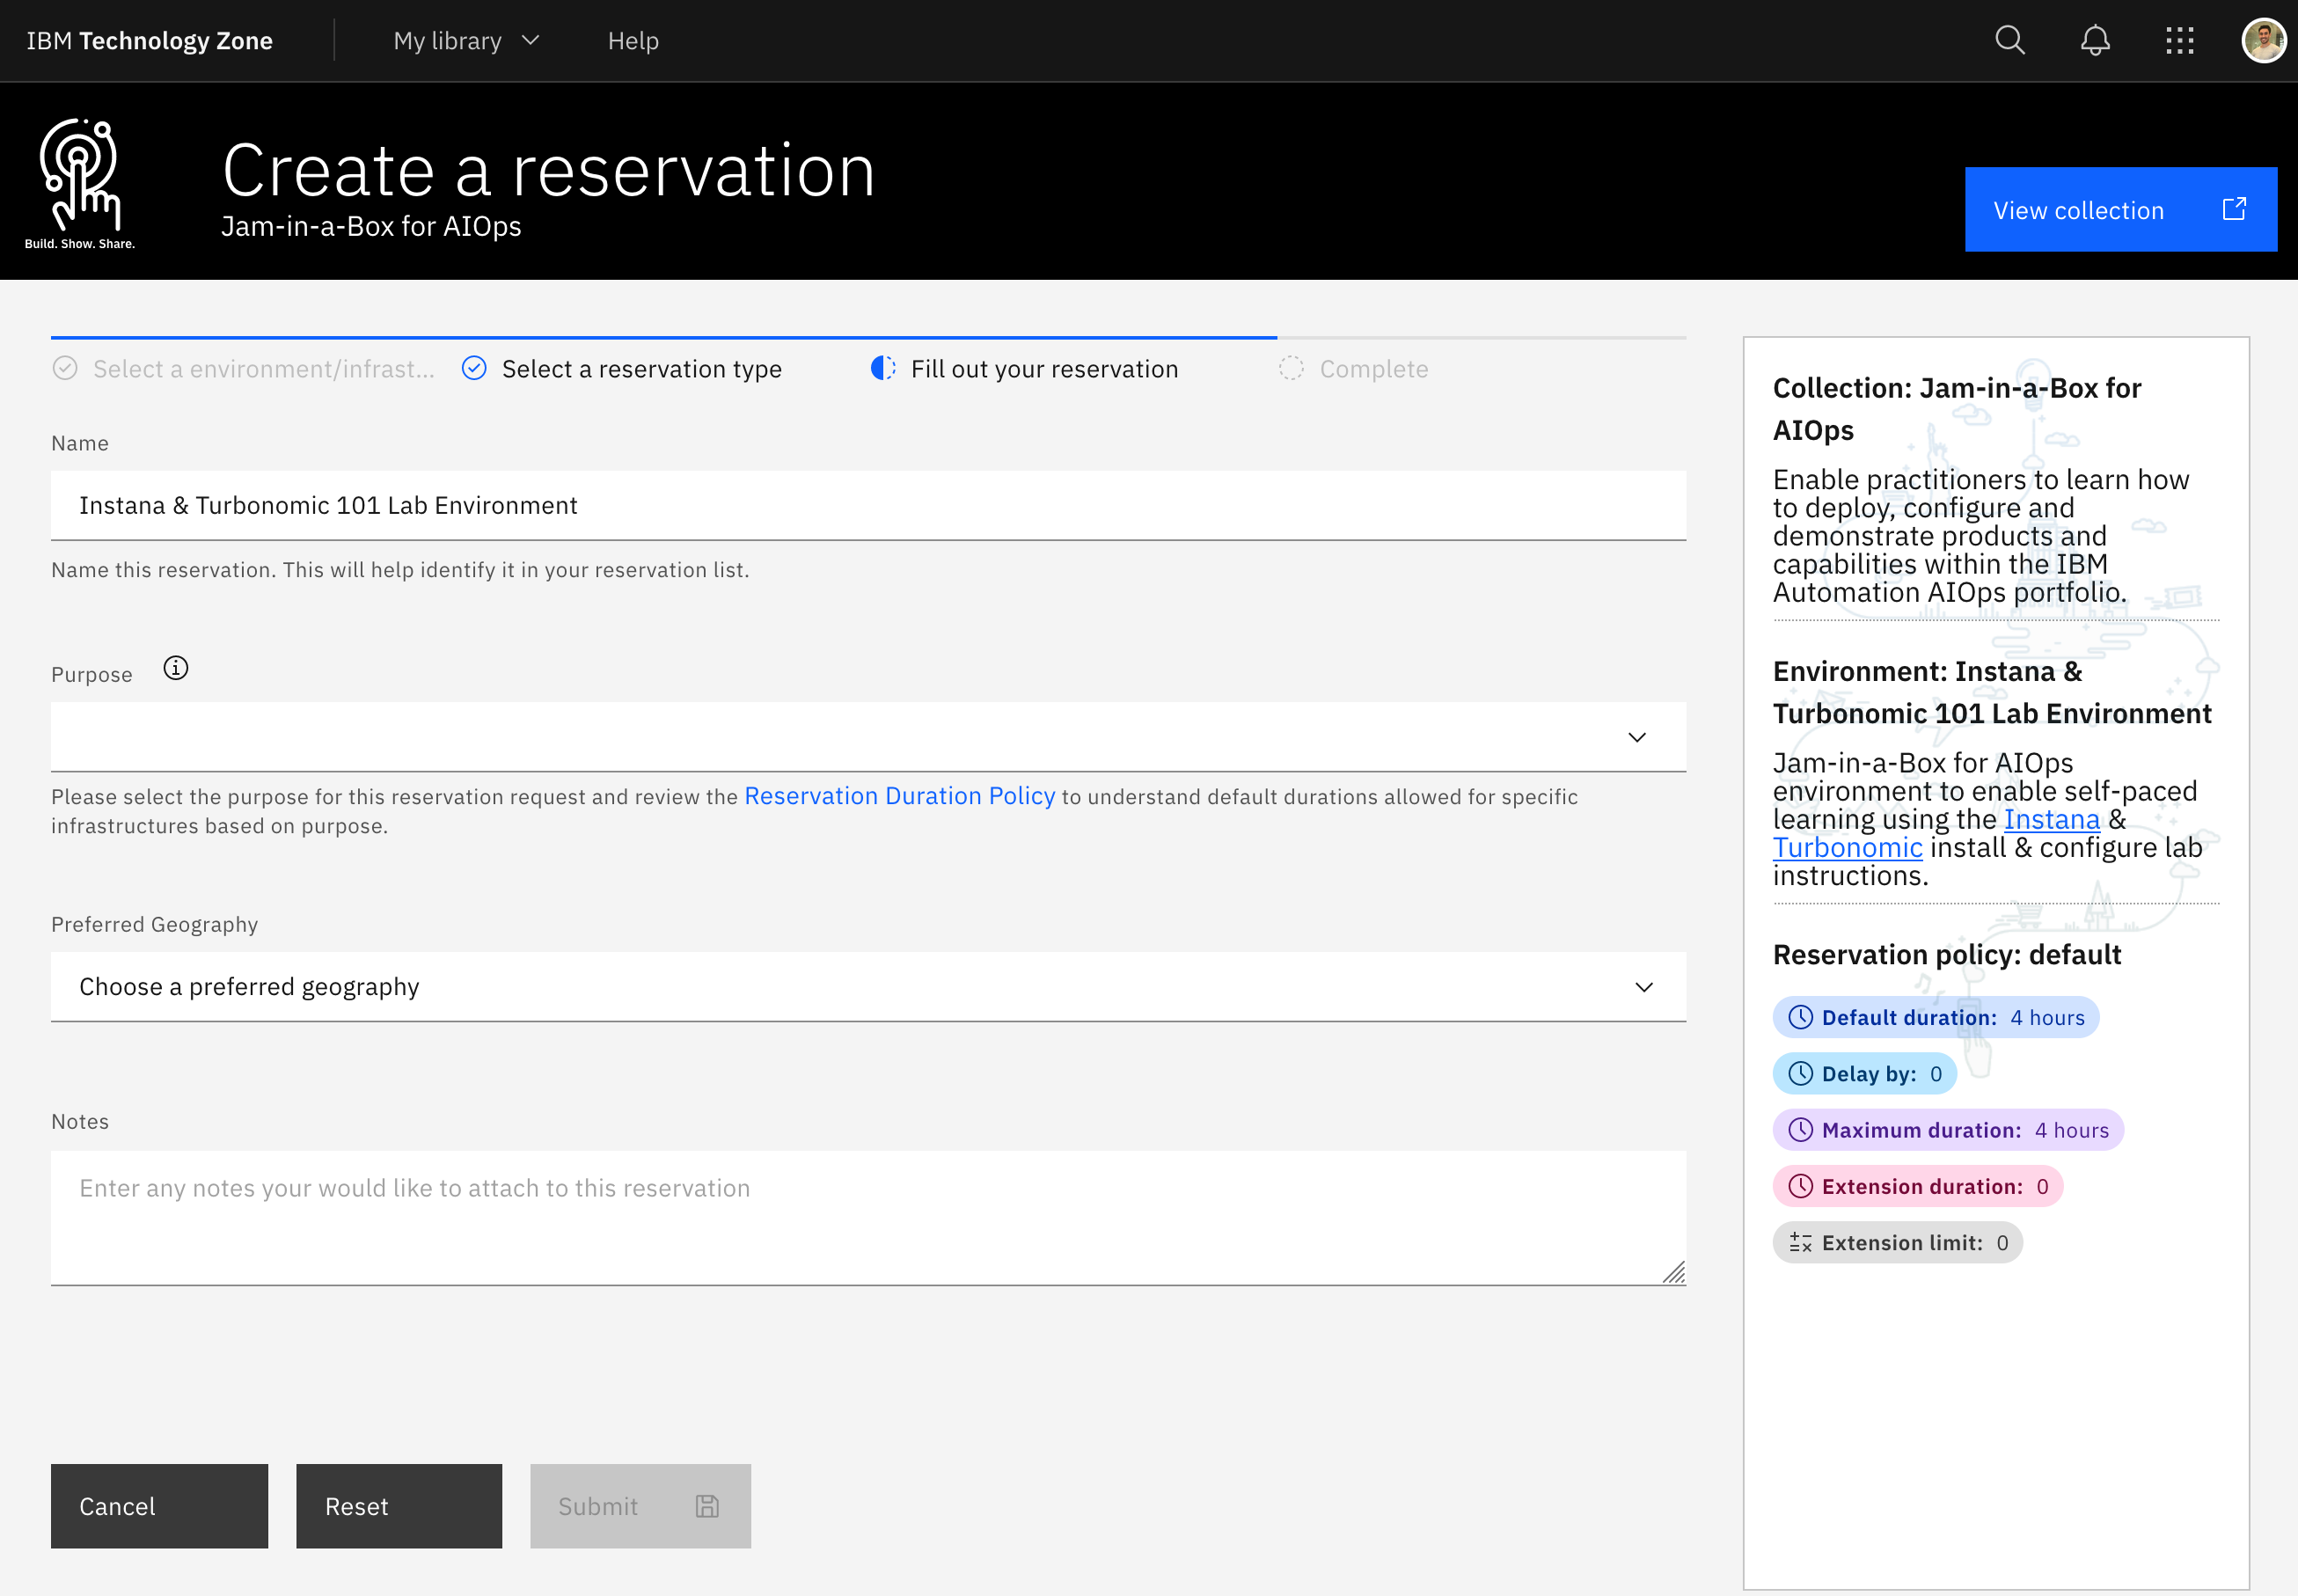 IBM Technology Zone
My library
Help
Build. Show. Share.
Create a reservation
Jam-in-a-Box for AIOps
View collection
Select a environment/infrast...
Select a reservation type
Fill out your reservation
Complete
Name
Instana & Turbonomic 101 Lab Environment
Name this reservation. This will help identify it in your reservation list.
Purpose
Please select the purpose for this reservation request and review the Reservation Duration Policy to understand default durations allowed for specific
infrastructures based on purpose.
Preferred Geography
Choose a preferred geography
Notes
Enter any notes your would like to attach to this reservation
Cancel
Reset
Submit
Collection: Jam-in-a-Box for
AIOps
Enable practitioners to learn how
to deploy, configure and
demonstrate products and
capabilities within the IBM
Automation AIOps portfolio.
Environment: Instana &
Turbonomic 101 Lab Environment
Jam-in-a-Box for AIOps
environment to enable self-paced
learning using the Instana &
Turbonomic install & configure lab
instructions.
Reservation policy: default
Default duration: 4 hours
Delay by: 0
Maximum duration: 4 hours
Extension duration: 0
Extension limit: 0